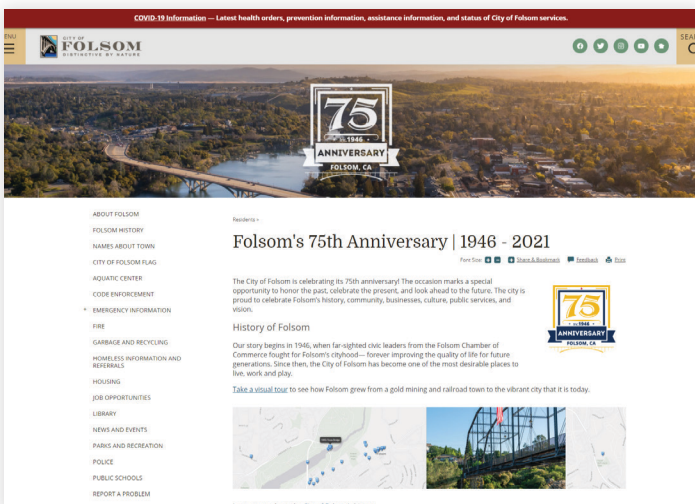 COVID-19 Information — Latest health orders, prevention information, assistance information, and status of City of Folsom services.
CITY OF
FOLSOM
DISTINCTIVE BY NATURE
75
EST. 1946
ANNIVERSARY
FOLSOM, CA
ABOUT FOLSOM
FOLSOM HISTORY
NAMES ABOUT TOWN
CITY OF FOLSOM FLAG
AQUATIC CENTER
CODE ENFORCEMENT
+ EMERGENCY INFORMATION
FIRE
GARBAGE AND RECYCLING
HOMELESS INFORMATION AND
REFERRALS
HOUSING
JOB OPPORTUNITIES
LIBRARY
NEWS AND EVENTS
PARKS AND RECREATION
POLICE
PUBLIC SCHOOLS
REPORT A PROBLEM
Residents »
Folsom's 75th Anniversary | 1946 - 2021
Font Size: + - + Share & Bookmark Feedback Print
The City of Folsom is celebrating its 75th anniversary! The occasion marks a special
opportunity to honor the past, celebrate the present, and look ahead to the future. The city is
proud to celebrate Folsom's history, community, businesses, culture, public services, and
vision.
75
EST. 1946
ANNIVERSARY
FOLSOM, CA
History of Folsom
Our story begins in 1946, when far-sighted civic leaders from the Folsom Chamber of
Commerce fought for Folsom's cityhood— forever improving the quality of life for future
generations. Since then, the City of Folsom has become one of the most desirable places to
live, work and play.
Take a visual tour to see how Folsom grew from a gold mining and railroad town to the vibrant city that it is today.